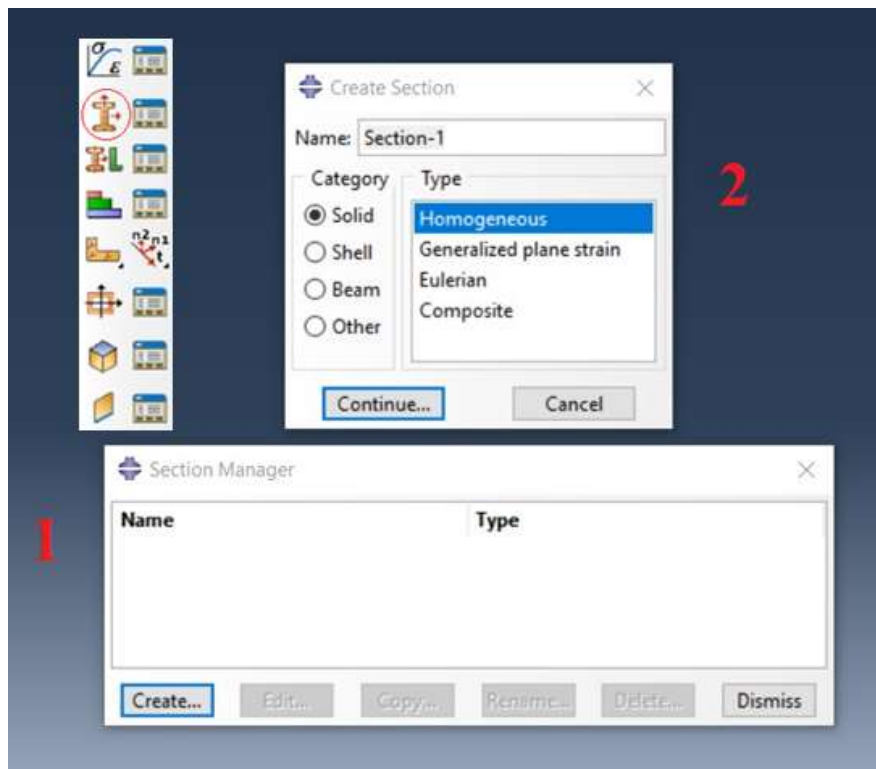 σ
ε
n2 n1
t
Create Section
Name: Section-1
Category Type
Solid
Shell
Beam
Other
Homogeneous
Generalized plane strain
Eulerian
Composite
Continue... Cancel
2
Section Manager
1
Name Type
Create... Edit... Copy... Rename... Delete... Dismiss